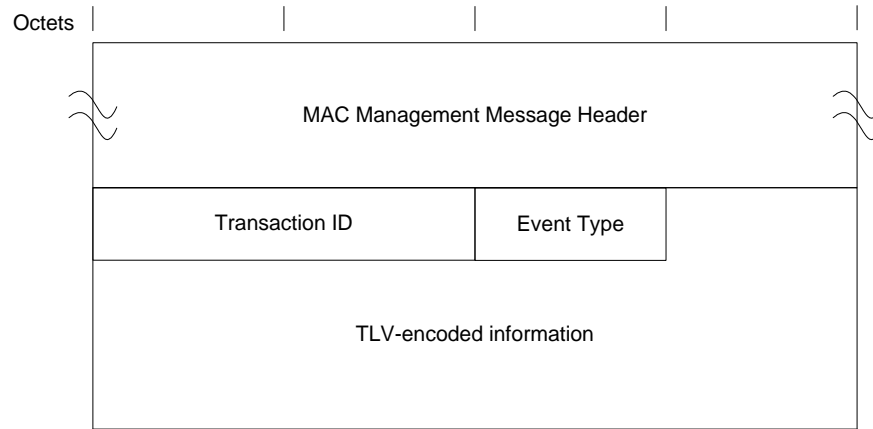 Octets
MAC Management Message Header
Transaction ID
Event Type
TLV-encoded information